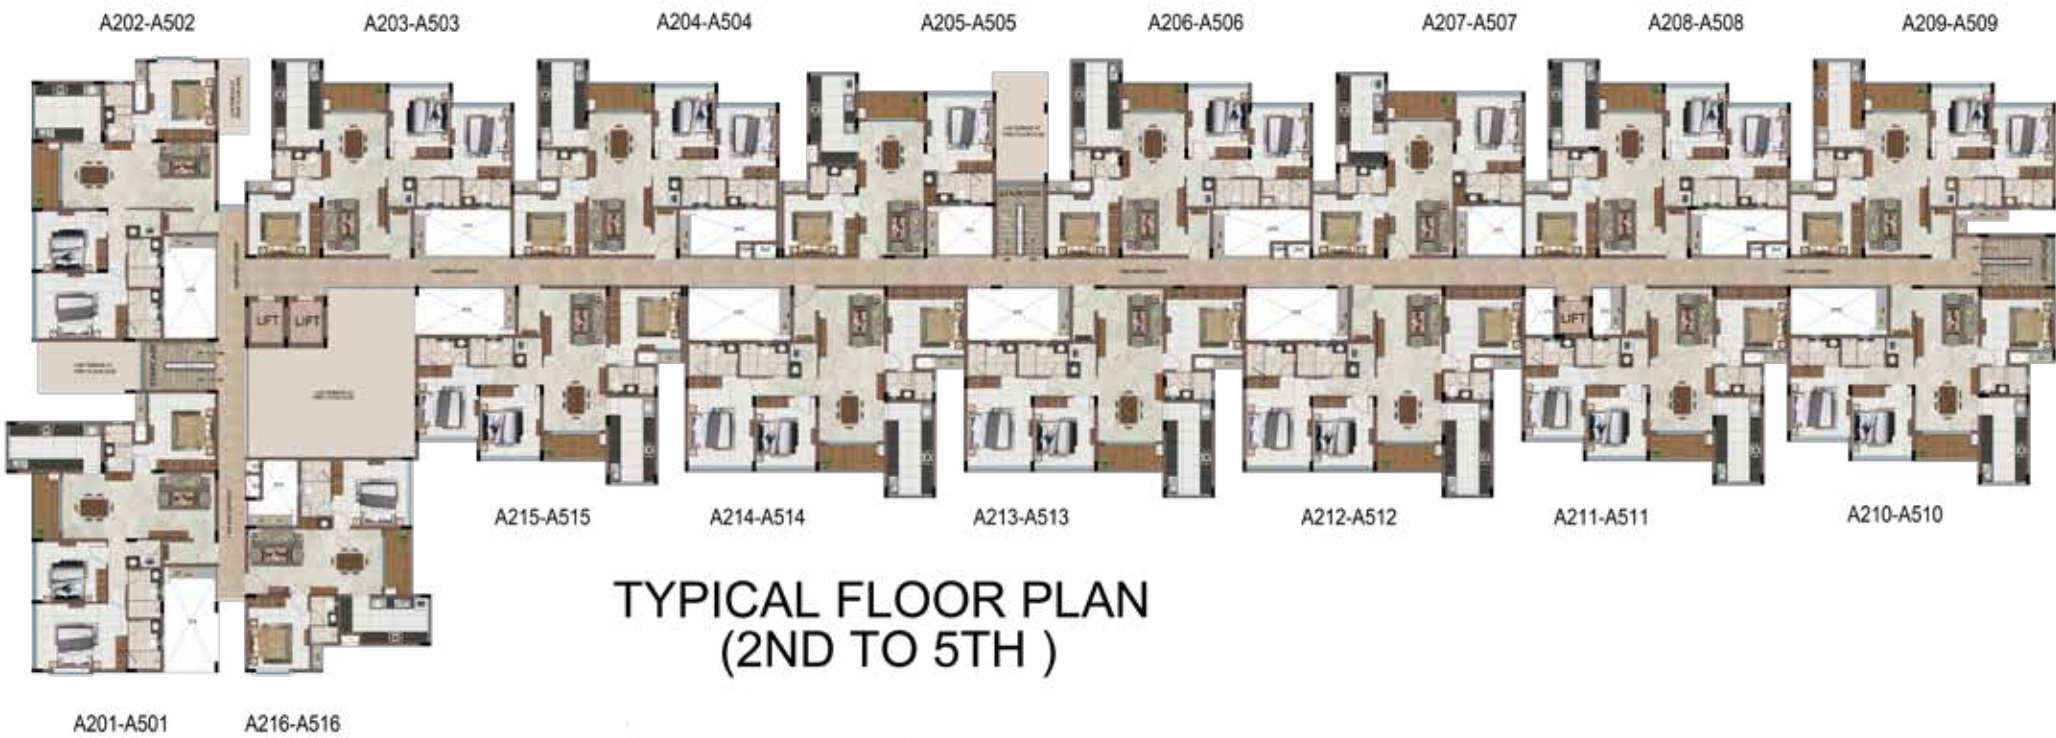 A202-A502
A203-A503
A204-A504
A205-A505
A206-A506
A207-A507
A208-A508
A209-A509
LIFT
LIFT
LIFT
A215-A515
A214-A514
A213-A513
A212-A512
A211-A511
A210-A510
TYPICAL FLOOR PLAN
(2ND TO 5TH )
A201-A501
A216-A516